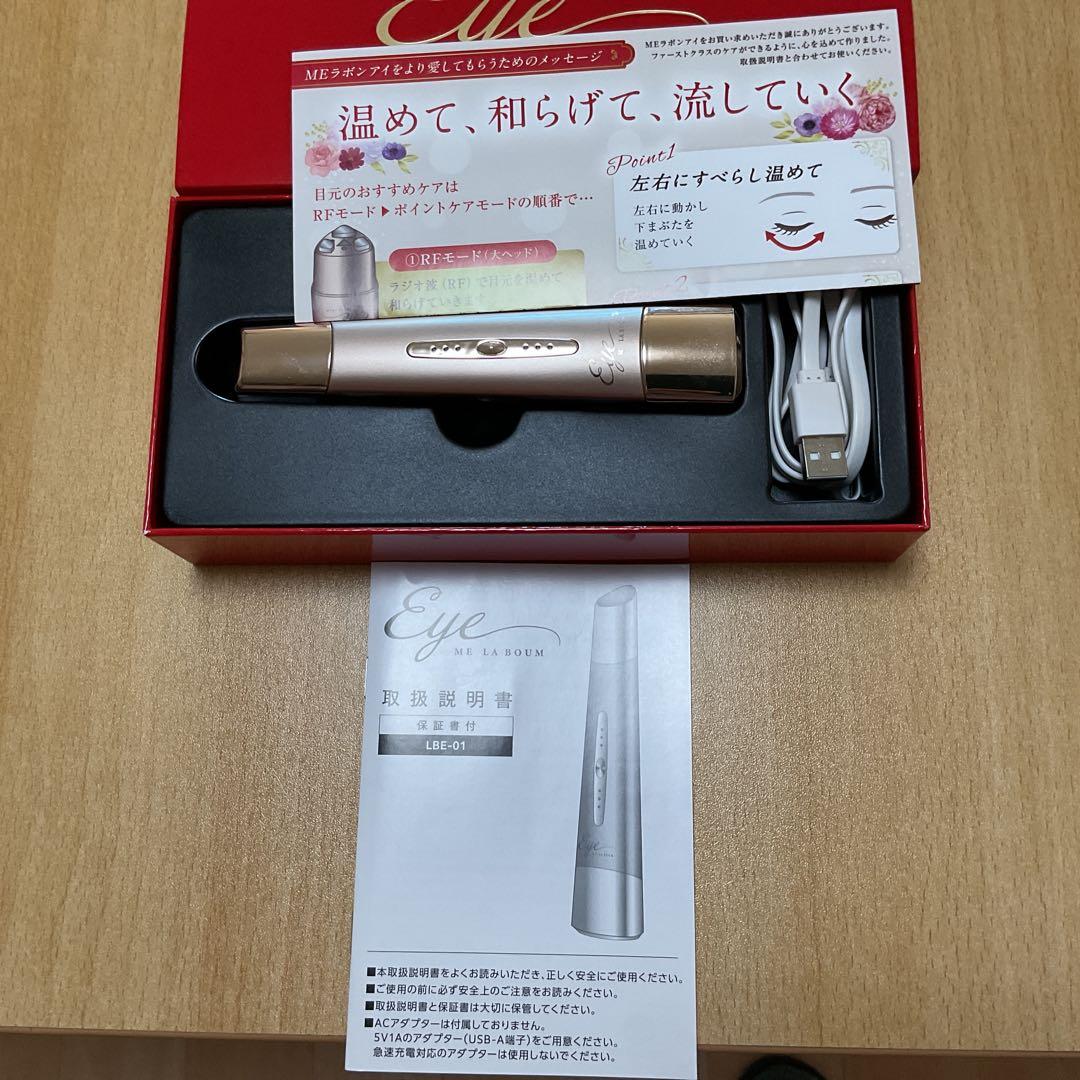 Eye
MEラボンアイをより愛してもらうためのメッセージ
MEラボンアイをお買い求めいただき誠にありがとうございます。
ファーストクラスのケアができるように、心を込めて作りました。
取扱説明書と合わせてお使いください。
温めて、和らげて、流していく
目元のおすすめケアは
RFモード▶ポイントケアモードの順番で…
①RFモード(大ヘッド)
ラジオ波(RF)で目元を温めて
和らげていきます
Point1
左右にすべらし温めて
左右に動かし
下まぶたを
温めていく
Point2
Eye
Eye
ME LA BOUM
取扱説明書
保証書付
LBE-01
Eye
■本取扱説明書をよくお読みいただき、正しく安全にご使用ください。
■ご使用の前に必ず安全上のご注意をお読みください。
■取扱説明書と保証書は大切に保管してください。
■ACアダプターは付属しておりません。
5V1Aのアダプター(USB-A端子)をご用意ください。
急速充電対応のアダプターは使用しないでください。